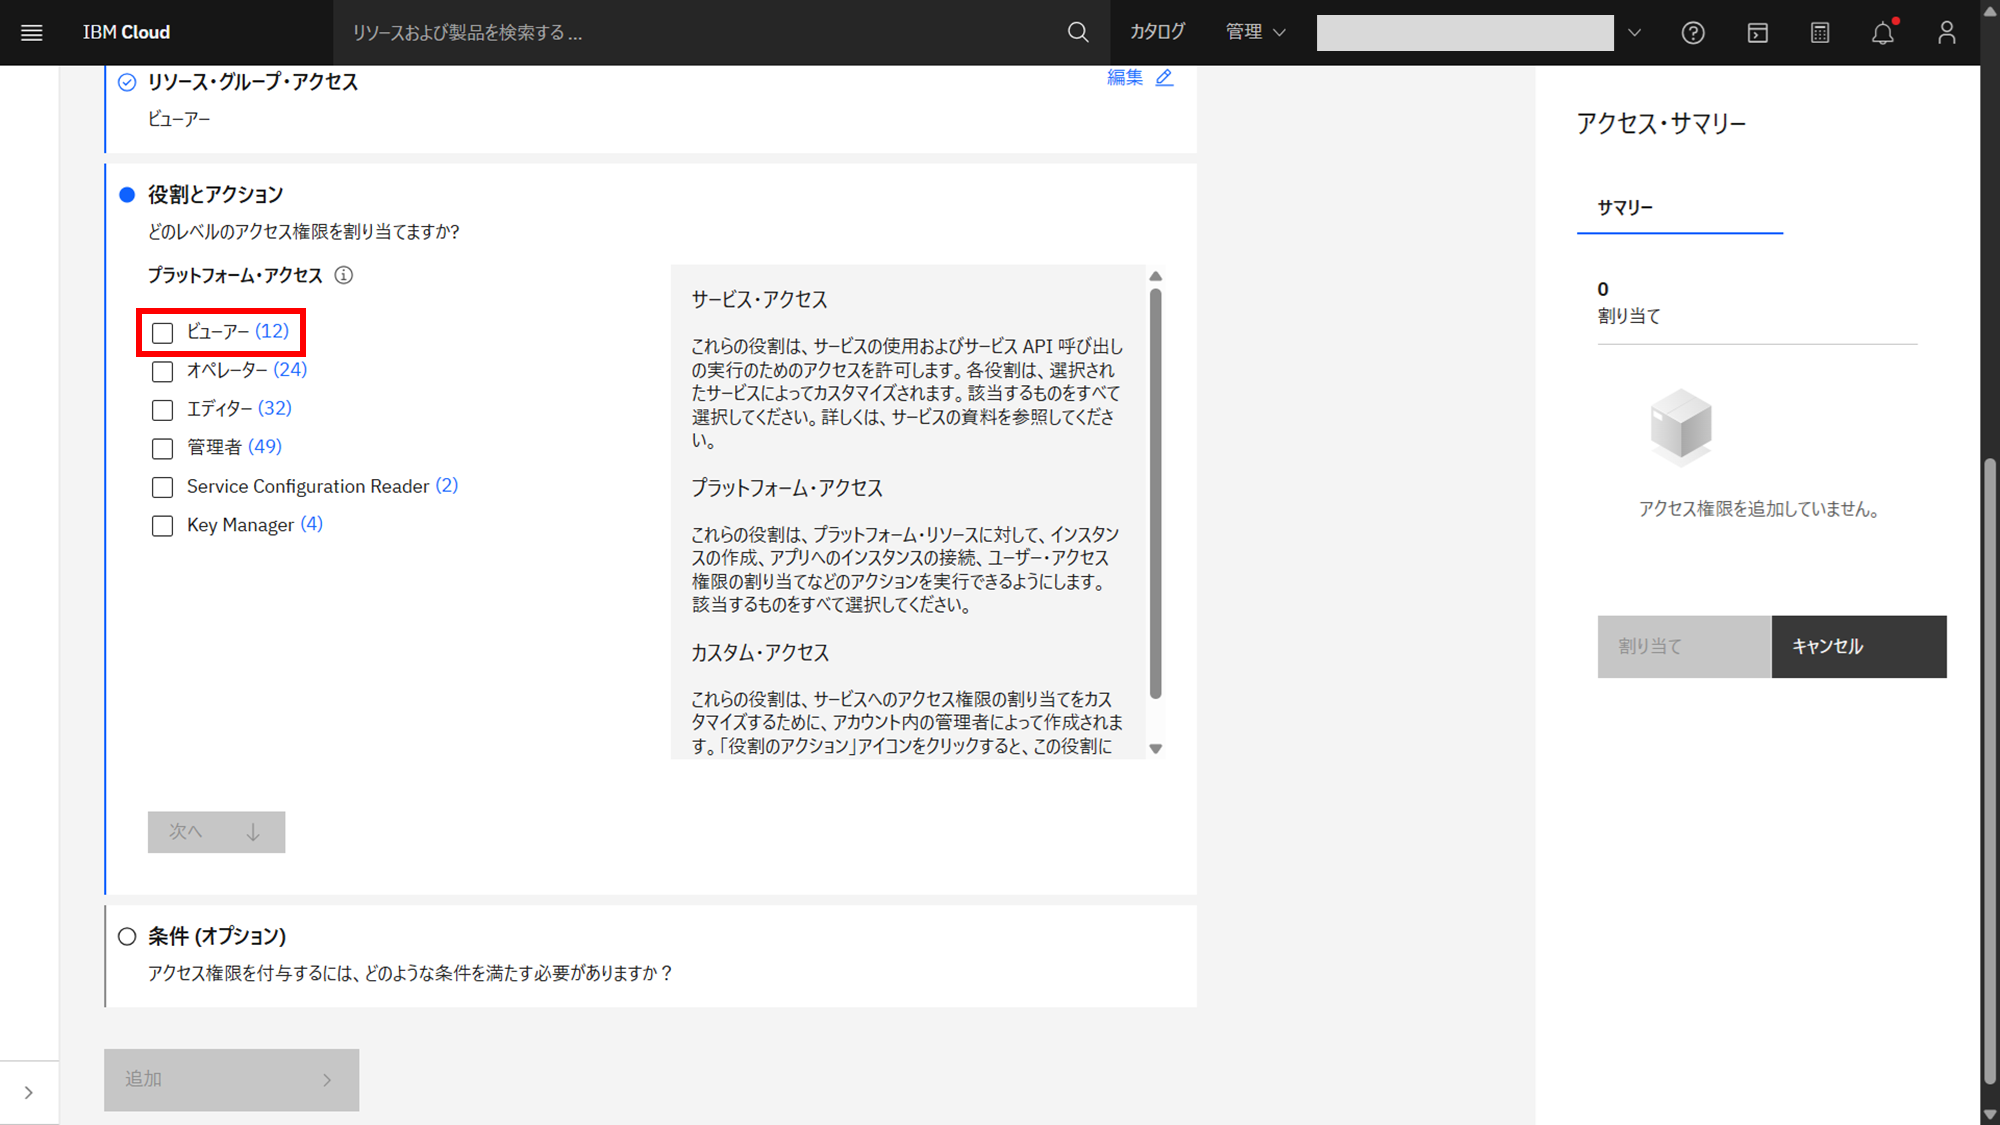 IBM Cloud
リソースおよび製品を検索する ...
カタログ
管理
リソース・グループ・アクセス
編集
ビューアー
役割とアクション
どのレベルのアクセス権限を割り当てますか?
プラットフォーム・アクセス
ビューアー (12)
オペレーター (24)
エディター (32)
管理者 (49)
Service Configuration Reader (2)
Key Manager (4)
サービス・アクセス
これらの役割は、サービスの使用およびサービス API 呼び出し
の実行のためのアクセスを許可します。各役割は、選択され
たサービスによってカスタマイズされます。該当するものをすべて
選択してください。詳しくは、サービスの資料を参照してくださ
い。
プラットフォーム・アクセス
これらの役割は、プラットフォーム・リソースに対して、インスタン
スの作成、アプリへのインスタンスの接続、ユーザー・アクセス
権限の割り当てなどのアクションを実行できるようにします。
該当するものをすべて選択してください。
カスタム・アクセス
これらの役割は、サービスへのアクセス権限の割り当てをカス
タマイズするために、アカウント内の管理者によって作成されま
す。「役割のアクション」アイコンをクリックすると、この役割に
次へ
条件 (オプション)
アクセス権限を付与するには、どのような条件を満たす必要がありますか？
追加
アクセス・サマリー
サマリー
0
割り当て
アクセス権限を追加していません。
割り当て
キャンセル